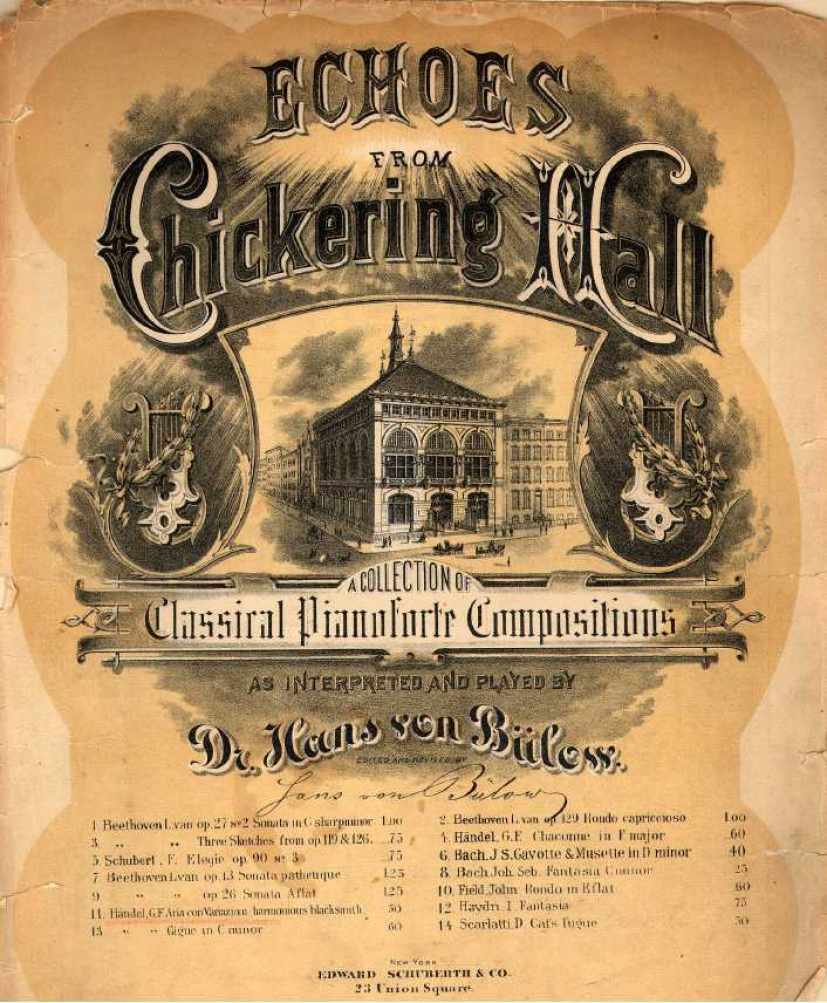 ECHOES
FROM
Chickering Hall
A COLLECTION OF
Classical Pianoforte Compositions
AS INTERPRETED AND PLAYED BY
Dr. Hans von Bülow.
EDITED AND REVISED BY
Hans von Bülow
1 Beethoven L. van op. 27 No 2 Sonata in C sharp minor 1.00
3 " " Three Sketches from op. 119 & 126. .75
5 Schubert, F. Elegie op. 90 No 3 .75
7 Beethoven L. van op. 13 Sonata pathetique 1.25
9 " " op 26 Sonata A flat 1.25
11. Händel, G.F. Aria con Variazioni harmonious blacksmith 50
13 " " Gigue in C minor 60
2. Beethoven L. van op 129 Rondo capriccioso 1.00
4. Händel, G.F. Chaconne in F major .60
6. Bach. J. S. Gavotte & Musette in D minor 40
8. Bach, Joh. Seb. Fantasia C minor 25
10. Field, John Rondo in E flat 60
12 Haydn. I. Fantasia 75
14 Scarlatti, D. Cat's fugue 50
NEW YORK
EDWARD SCHUBERTH & CO.
23 Union Square.